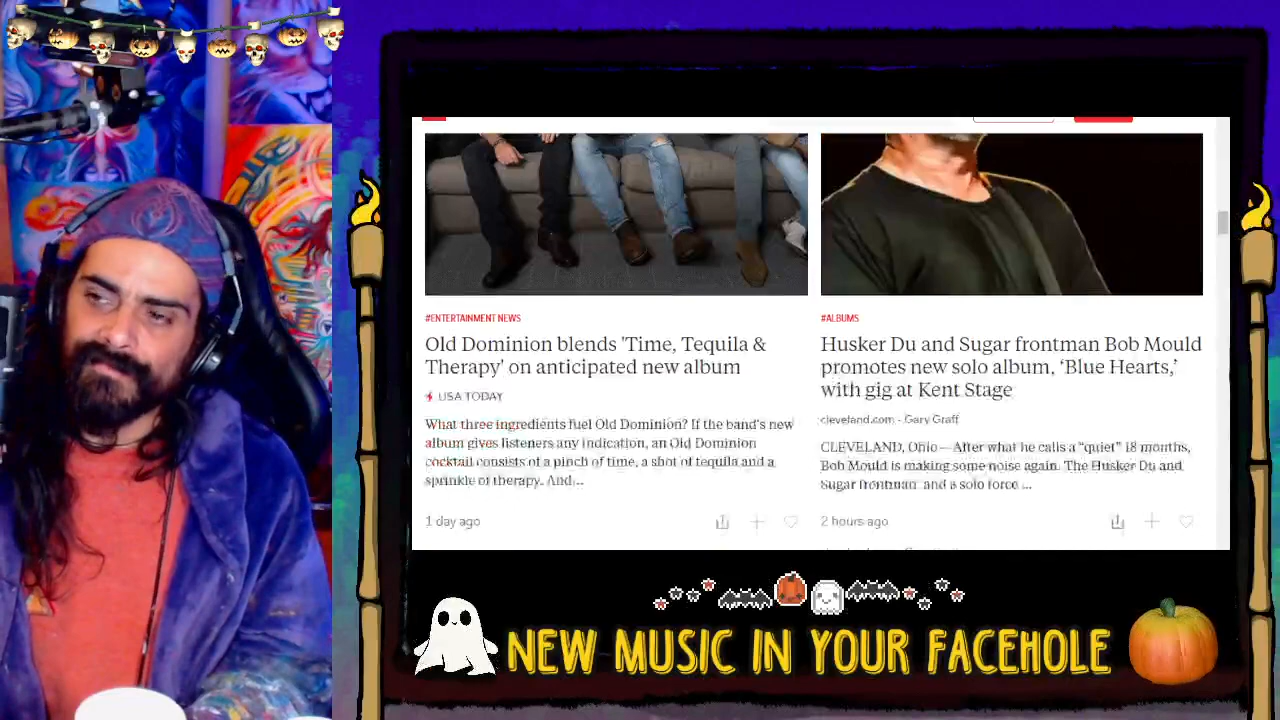 #ENTERTAINMENT NEWS
Old Dominion blends 'Time, Tequila &
Therapy' on anticipated new album
USA TODAY
What three ingredients fuel Old Dominion? If the band's new
album gives listeners any indication, an Old Dominion
cocktail consists of a pinch of time, a shot of tequila and a
sprinkle of therapy. And...
1 day ago
#ALBUMS
Husker Du and Sugar frontman Bob Mould
promotes new solo album, ‘Blue Hearts,’
with gig at Kent Stage
cleveland.com - Gary Graff
CLEVELAND, Ohio — After what he calls a “quiet” 18 months,
Bob Mould is making some noise again. The Husker Du and
Sugar frontman and a solo force ...
2 hours ago
NEW MUSIC IN YOUR FACEHOLE